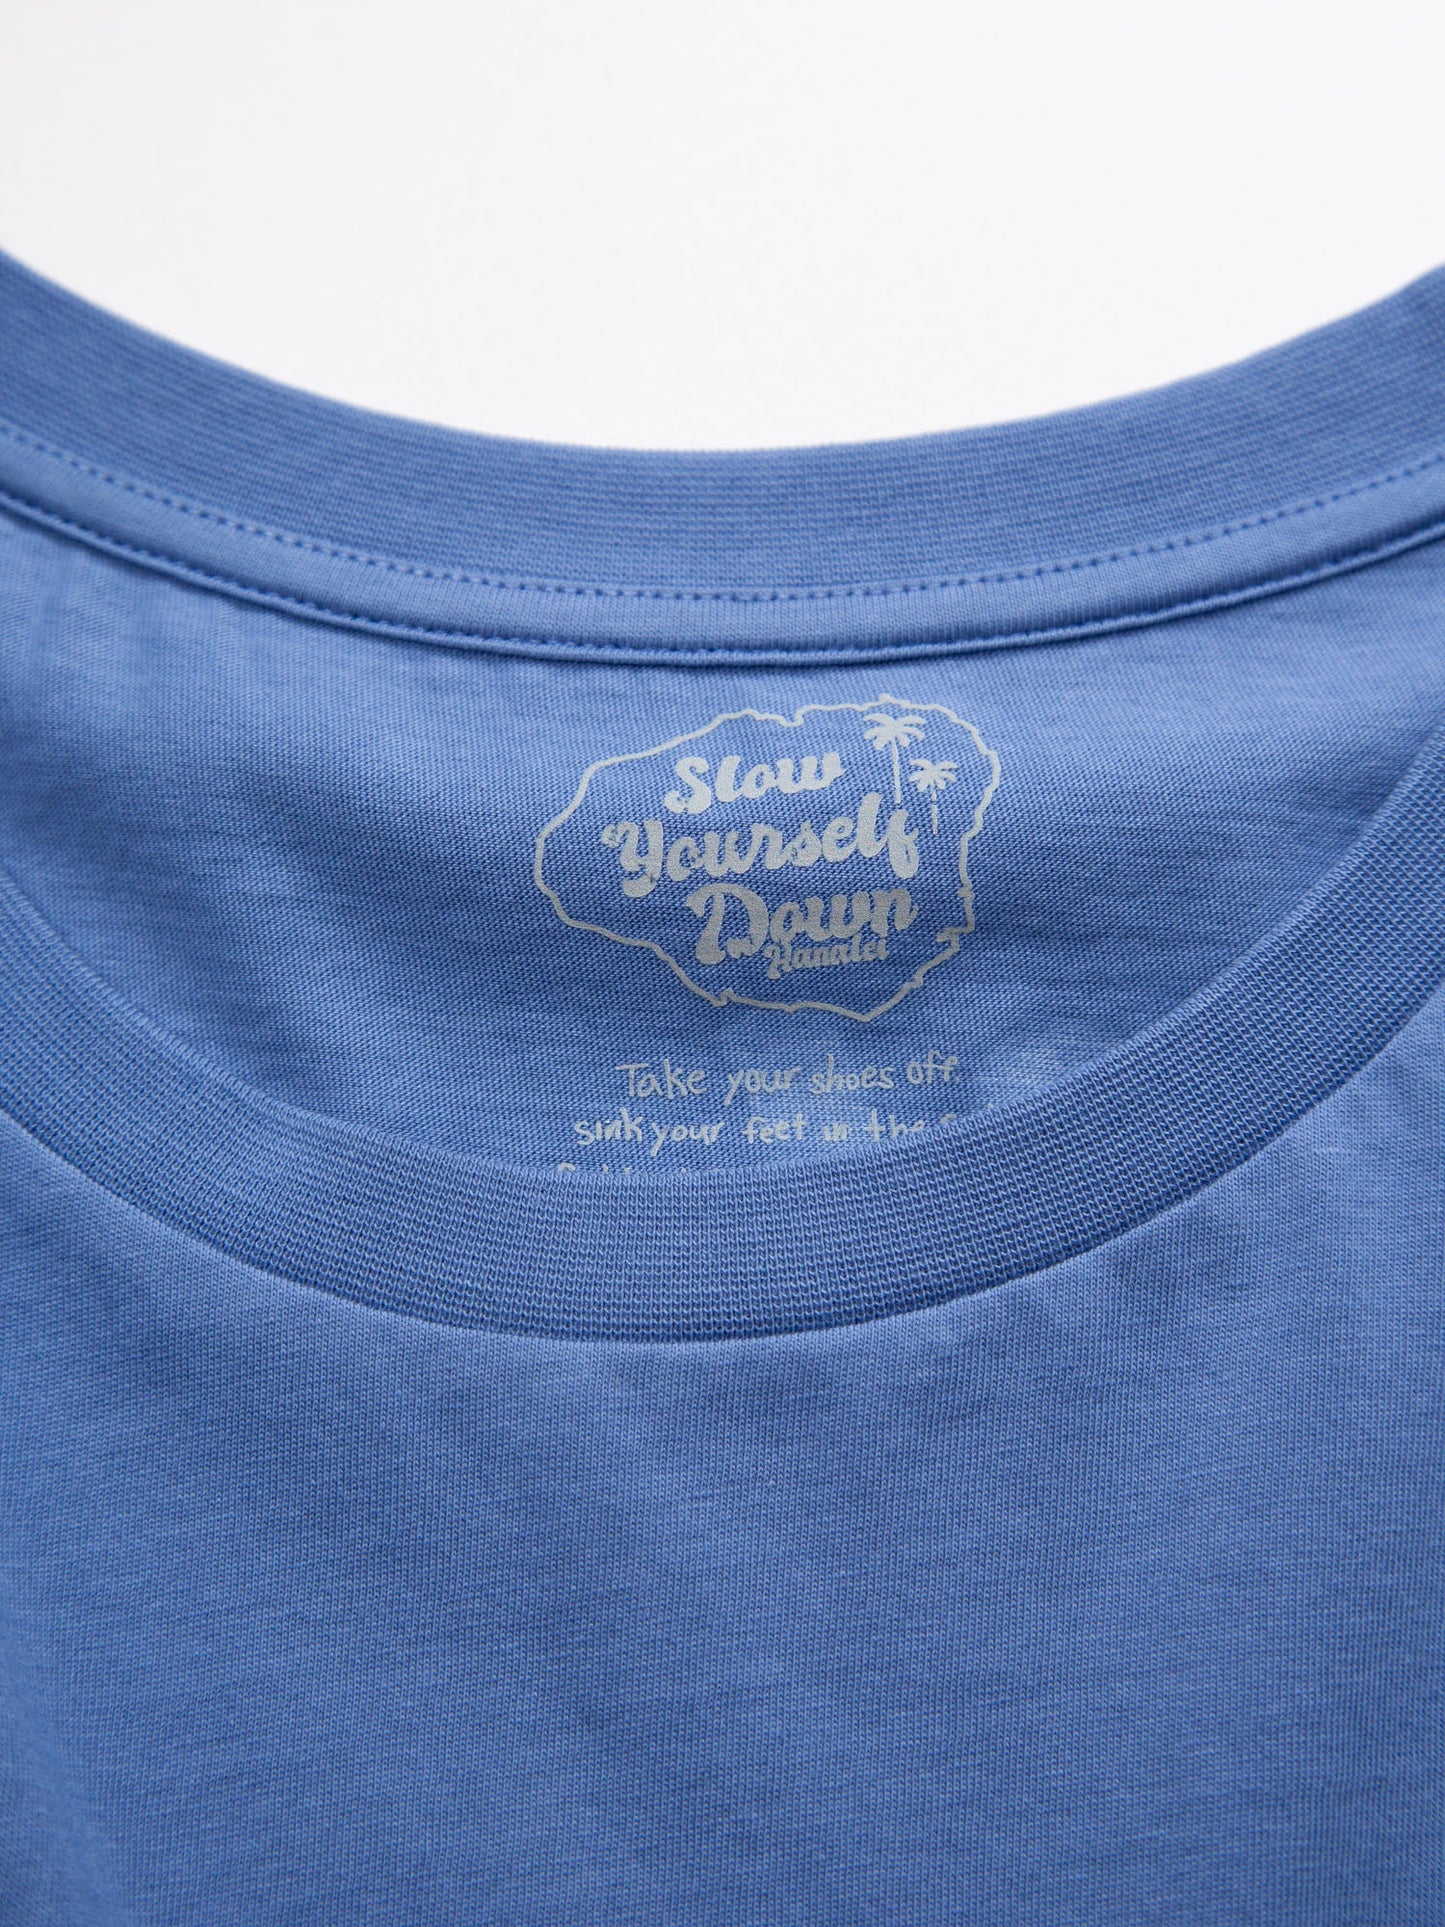 Slow
Yourself
Down
Hanalei
Take your shoes off.
sink your feet in the